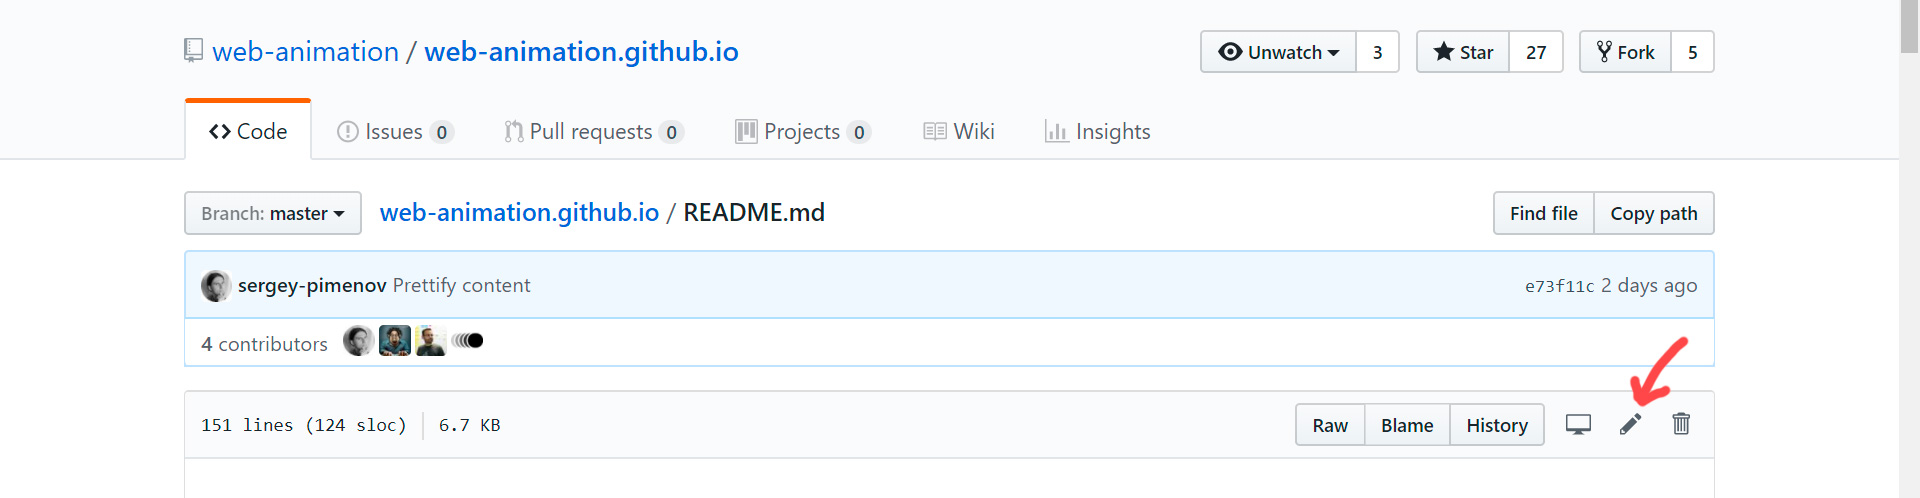 web-animation / web-animation.github.io Unwatch 3 Star 27 Fork 5
Code Issues 0 Pull requests 0 Projects 0 Wiki Insights
Branch: master web-animation.github.io / README.md Find file Copy path
sergey-pimenov Prettify content e73f11c 2 days ago
4 contributors
151 lines (124 sloc) 6.7 KB Raw Blame History